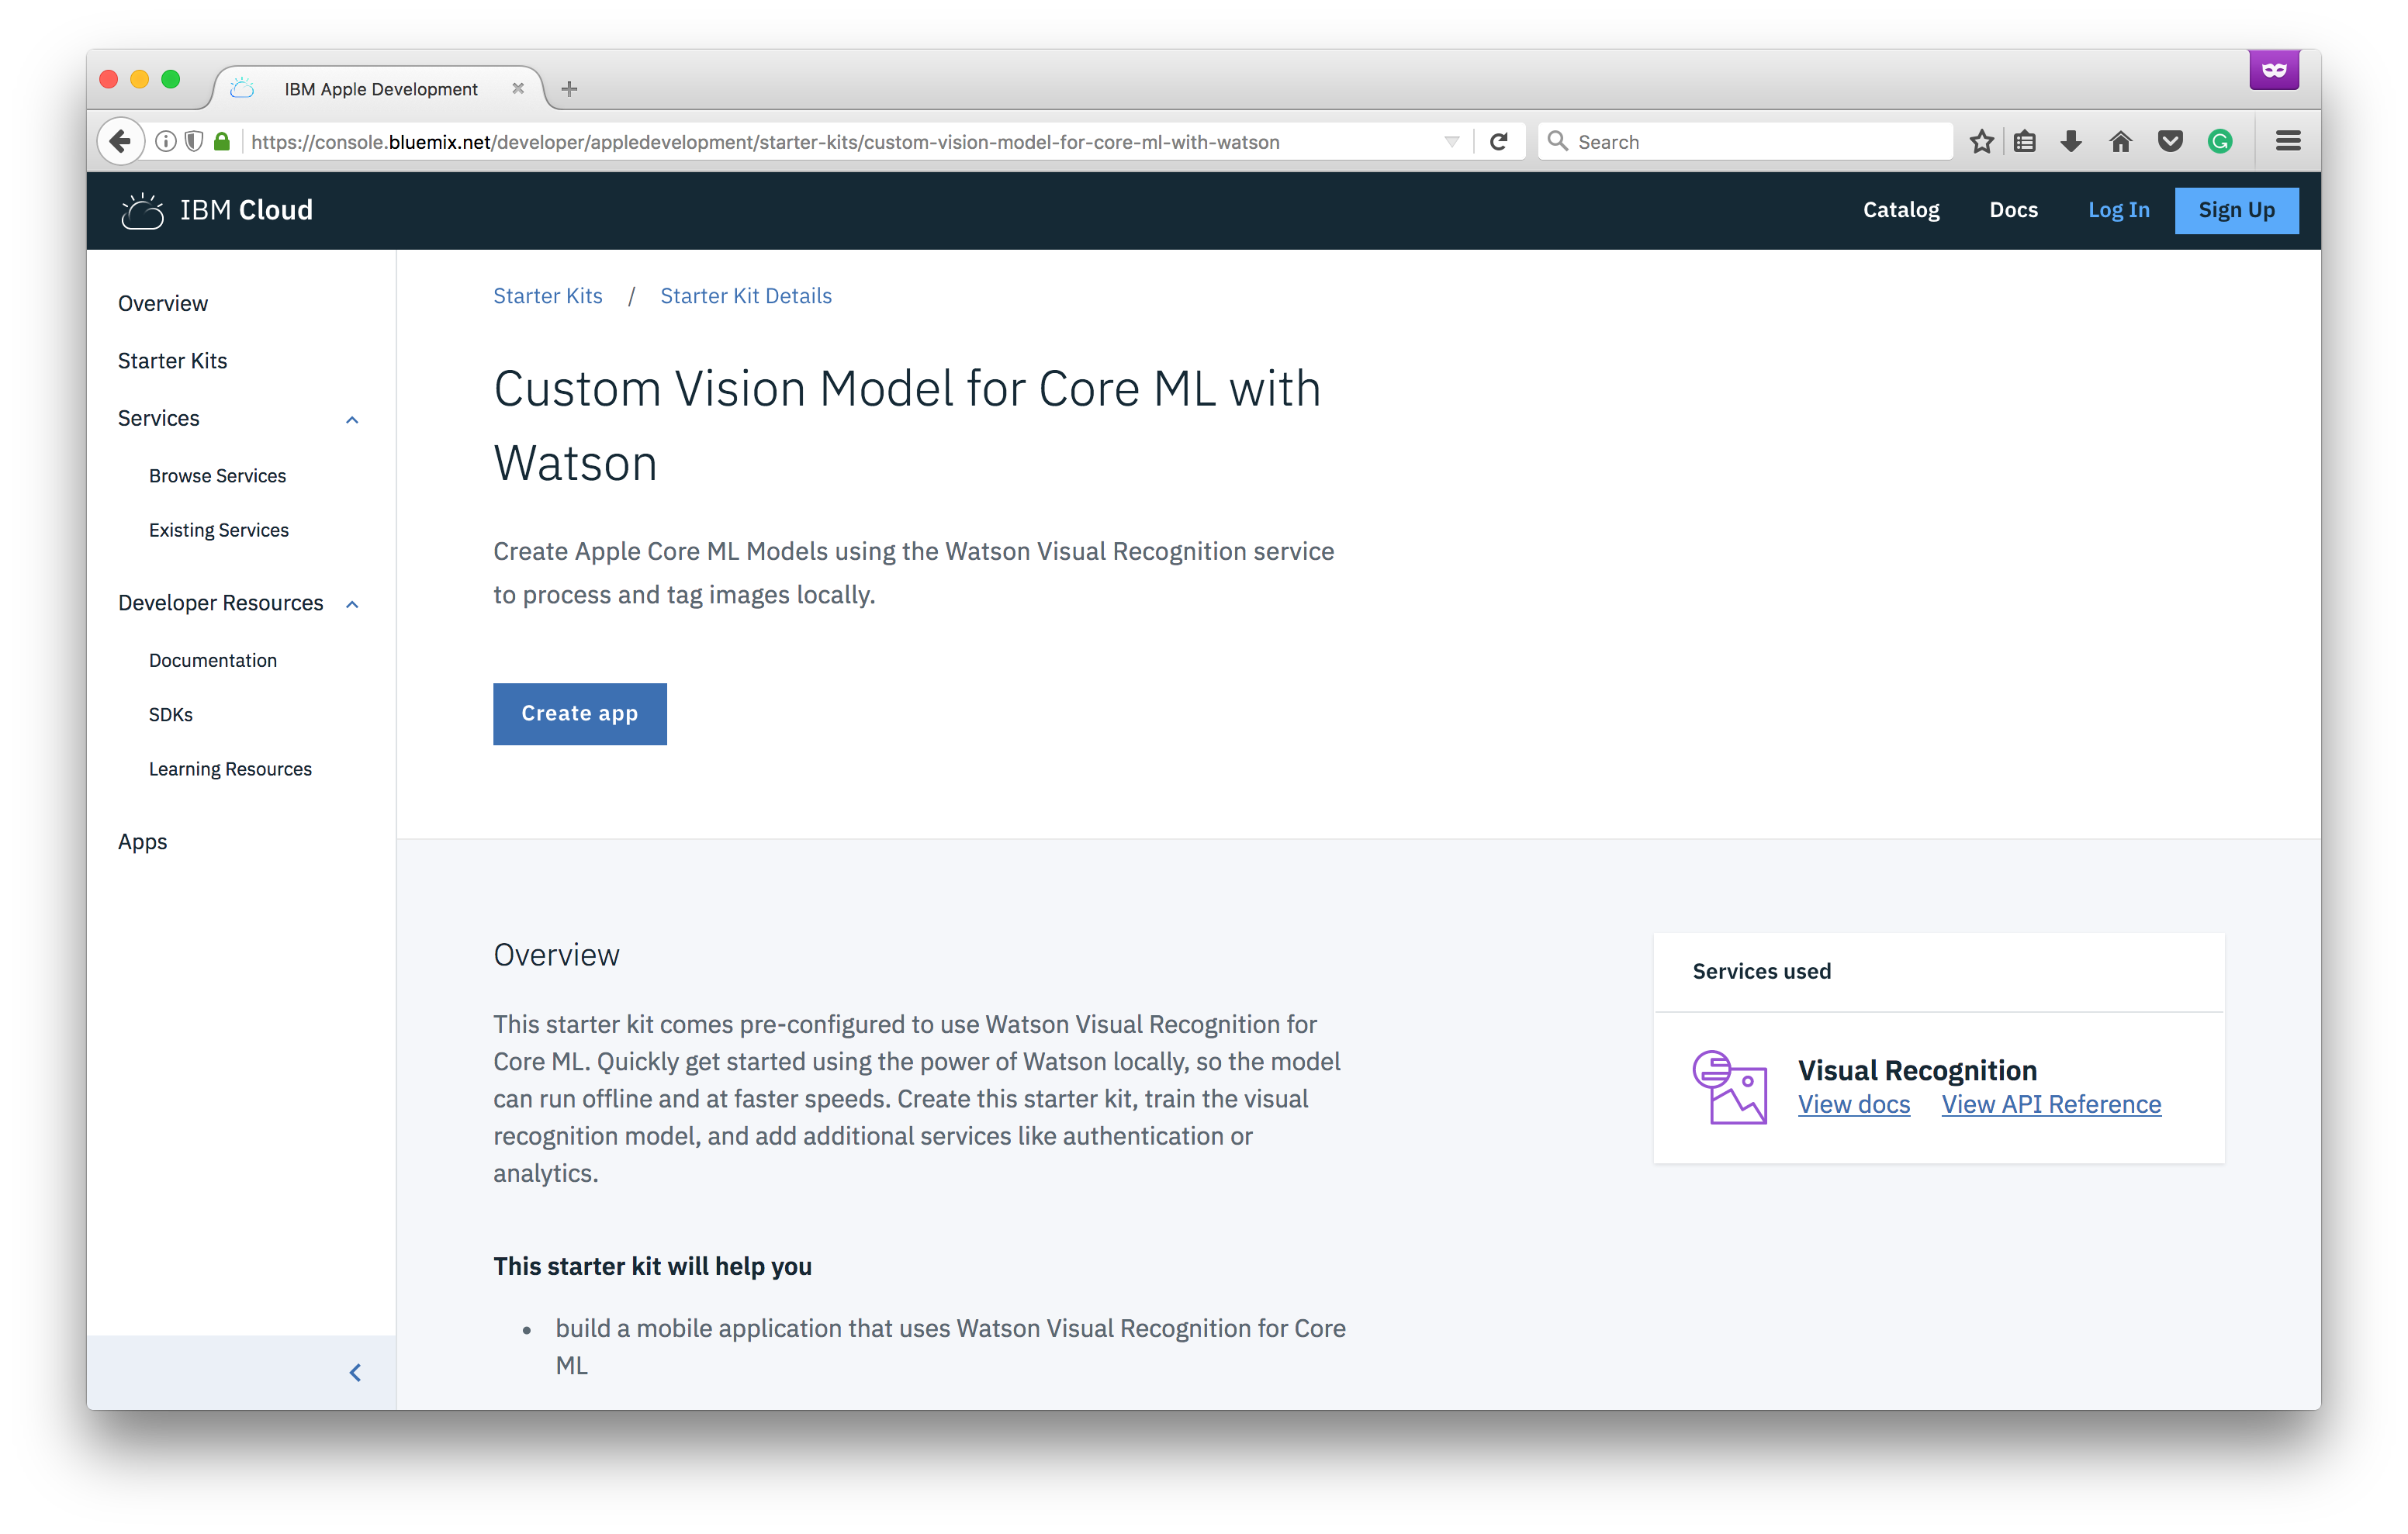 IBM Apple Development
https://console.bluemix.net/developer/appledevelopment/starter-kits/custom-vision-model-for-core-ml-with-watson
Search
IBM Cloud
Catalog
Docs
Log In
Sign Up
Overview
Starter Kits
Services
Browse Services
Existing Services
Developer Resources
Documentation
SDKs
Learning Resources
Apps
Starter Kits / Starter Kit Details
Custom Vision Model for Core ML with
Watson
Create Apple Core ML Models using the Watson Visual Recognition service
to process and tag images locally.
Create app
Overview
This starter kit comes pre-configured to use Watson Visual Recognition for
Core ML. Quickly get started using the power of Watson locally, so the model
can run offline and at faster speeds. Create this starter kit, train the visual
recognition model, and add additional services like authentication or
analytics.
This starter kit will help you
• build a mobile application that uses Watson Visual Recognition for Core
ML
Services used
Visual Recognition
View docs View API Reference